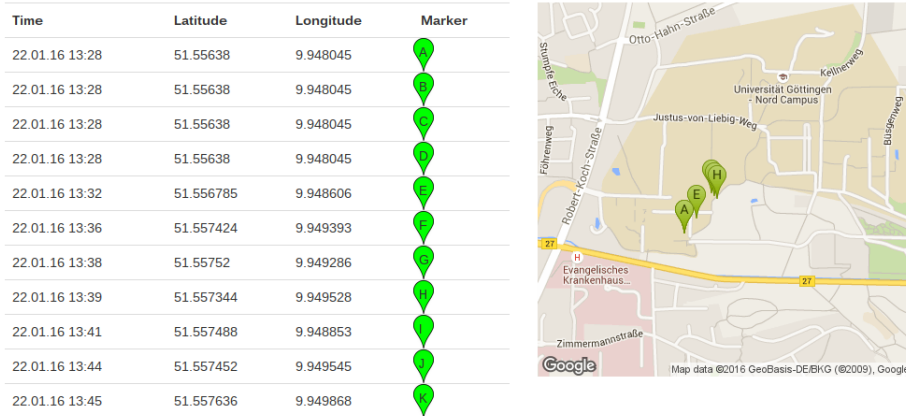 Time Latitude Longitude Marker
22.01.16 13:28 51.55638 9.948045 A
22.01.16 13:28 51.55638 9.948045 B
22.01.16 13:28 51.55638 9.948045 C
22.01.16 13:28 51.55638 9.948045 D
22.01.16 13:32 51.556785 9.948606 E
22.01.16 13:36 51.557424 9.949393 F
22.01.16 13:38 51.55752 9.949286 G
22.01.16 13:39 51.557344 9.949528 H
22.01.16 13:41 51.557488 9.948853 I
22.01.16 13:44 51.557452 9.949545 J
22.01.16 13:45 51.557636 9.949868 K
Otto-Hahn-Straße
Stumpfe Eiche
Kellnerweg
Universität Göttingen
- Nord Campus
Büsgenweg
Justus-von-Liebig-Weg
Föhrenweg
Robert-Koch-Straße
H
E
A
27
H
Evangelisches
Krankenhaus...
27
Zimmermannstraße
Google
Map data ©2016 GeoBasis-DE/BKG (©2009), Google